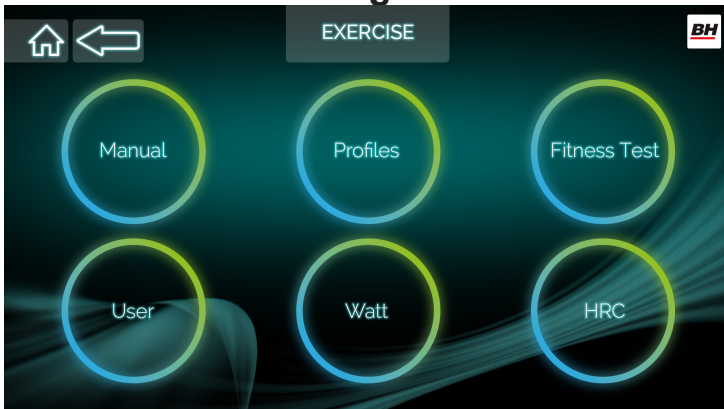 EXERCISE
BH
Manual
Profiles
Fitness Test
User
Watt
HRC